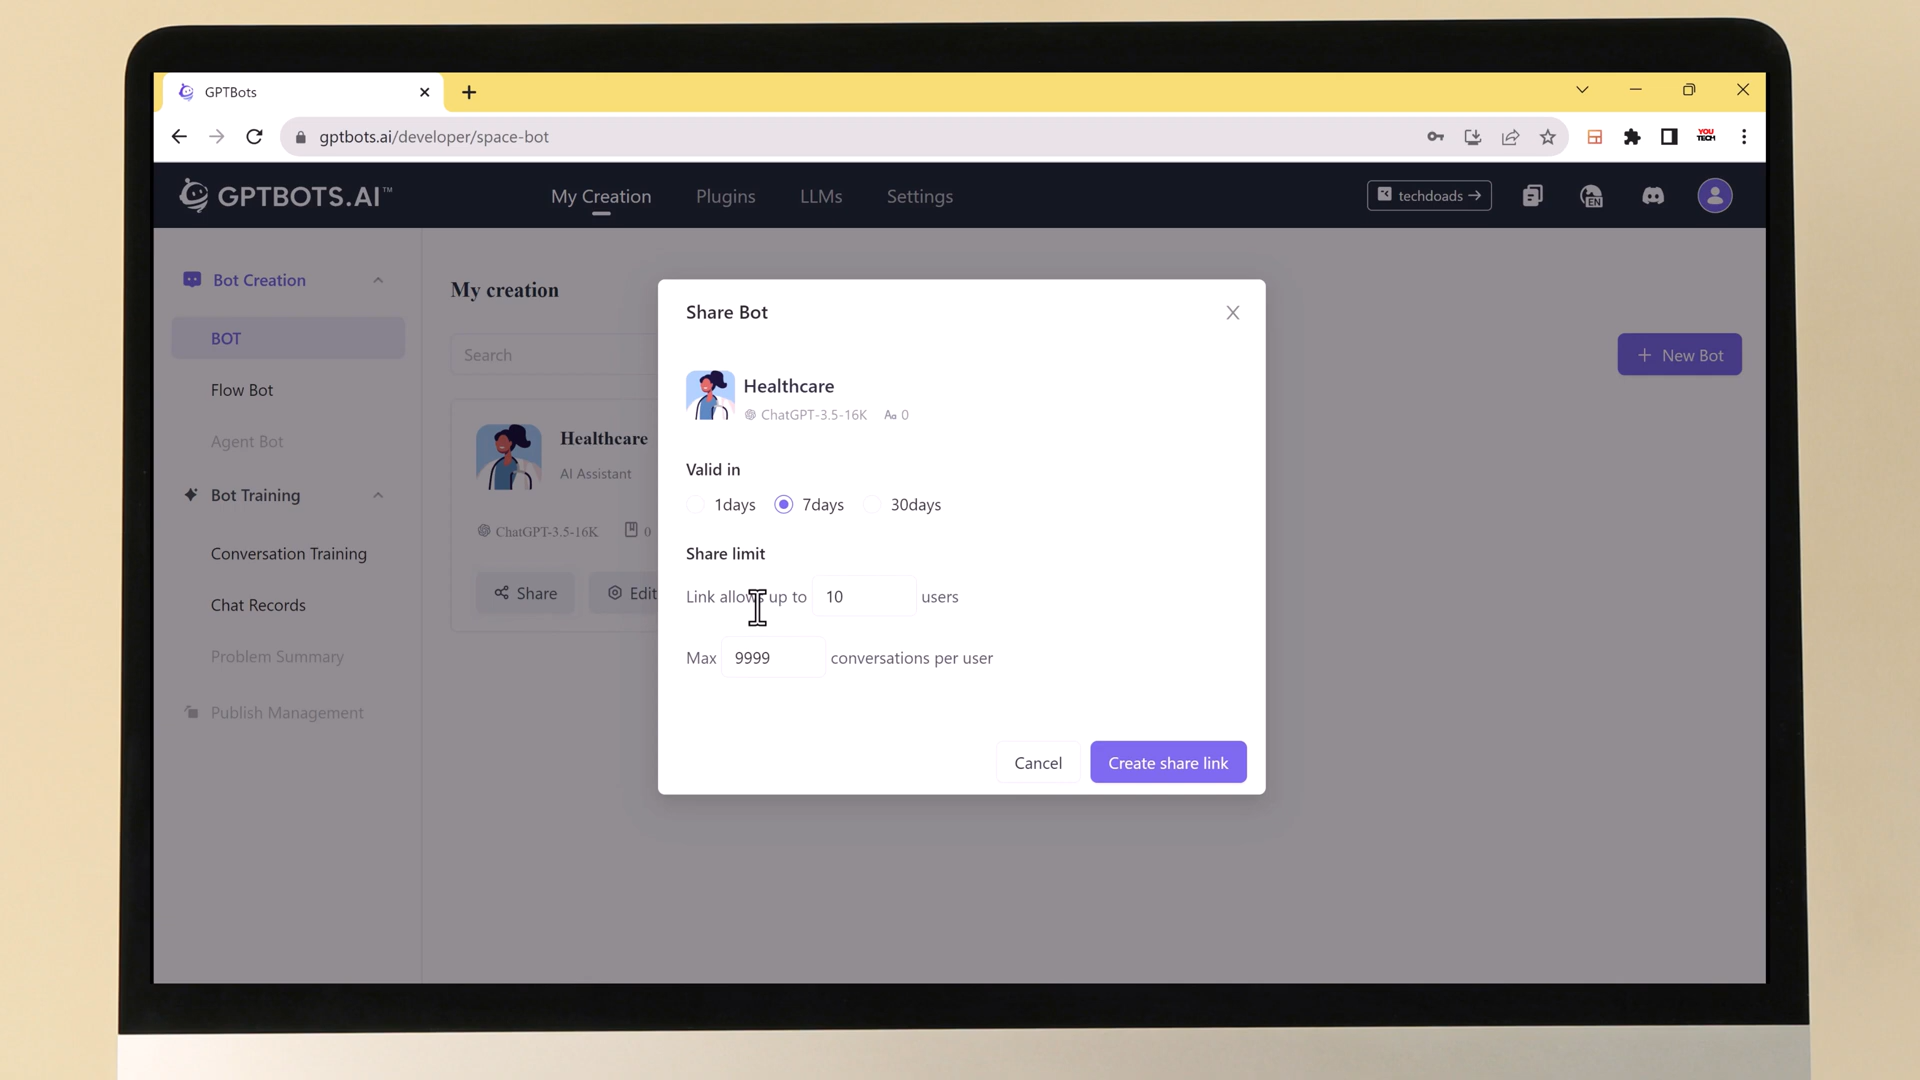 GPTBots
gptbots.ai/developer/space-bot
YOU
TECH
GPTBOTS.AI™
My Creation
Plugins
LLMs
Settings
techdoads →
EN
Bot Creation
BOT
Flow Bot
Agent Bot
Bot Training
Conversation Training
Chat Records
Problem Summary
Publish Management
My creation
Search
+ New Bot
Healthcare
AI Assistant
ChatGPT-3.5-16K
0
Share
Edit
Share Bot
Healthcare
ChatGPT-3.5-16K Aa 0
Valid in
1days 7days 30days
Share limit
Link allows up to 10 users
Max 9999 conversations per user
Cancel
Create share link